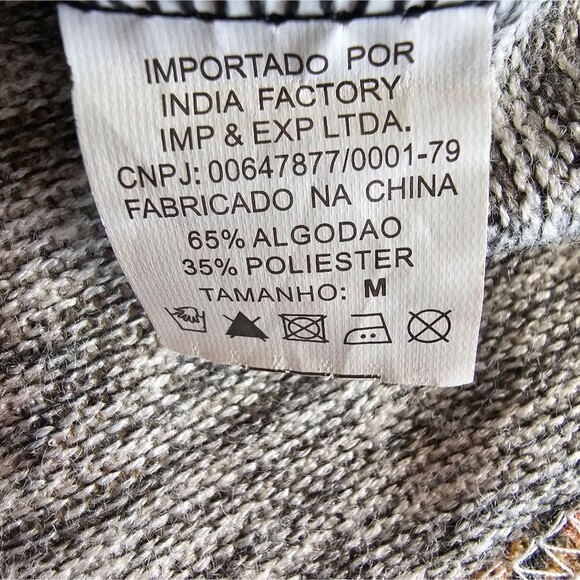 IMPORTADO POR
INDIA FACTORY
IMP & EXP LTDA.
CNPJ: 00647877/0001-79
FABRICADO NA CHINA
65% ALGODAO
35% POLIESTER
TAMANHO: M